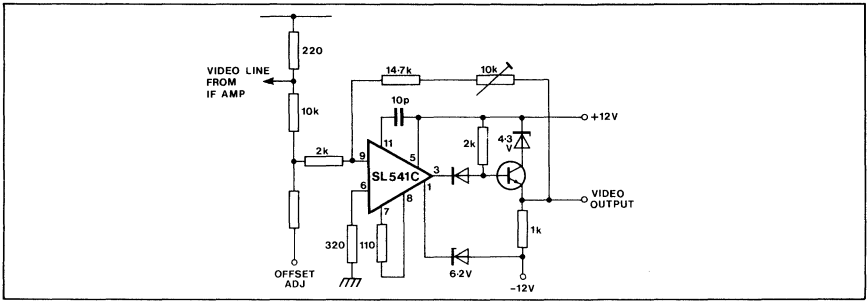 220
VIDEO LINE
FROM
IF AMP
10k
2k
OFFSET
ADJ
14·7k
10k
10p
11
9
5
SL541C
3
1
6
7
8
320
110
2k
4·3
V
+12V
VIDEO
OUTPUT
1k
6·2V
-12V